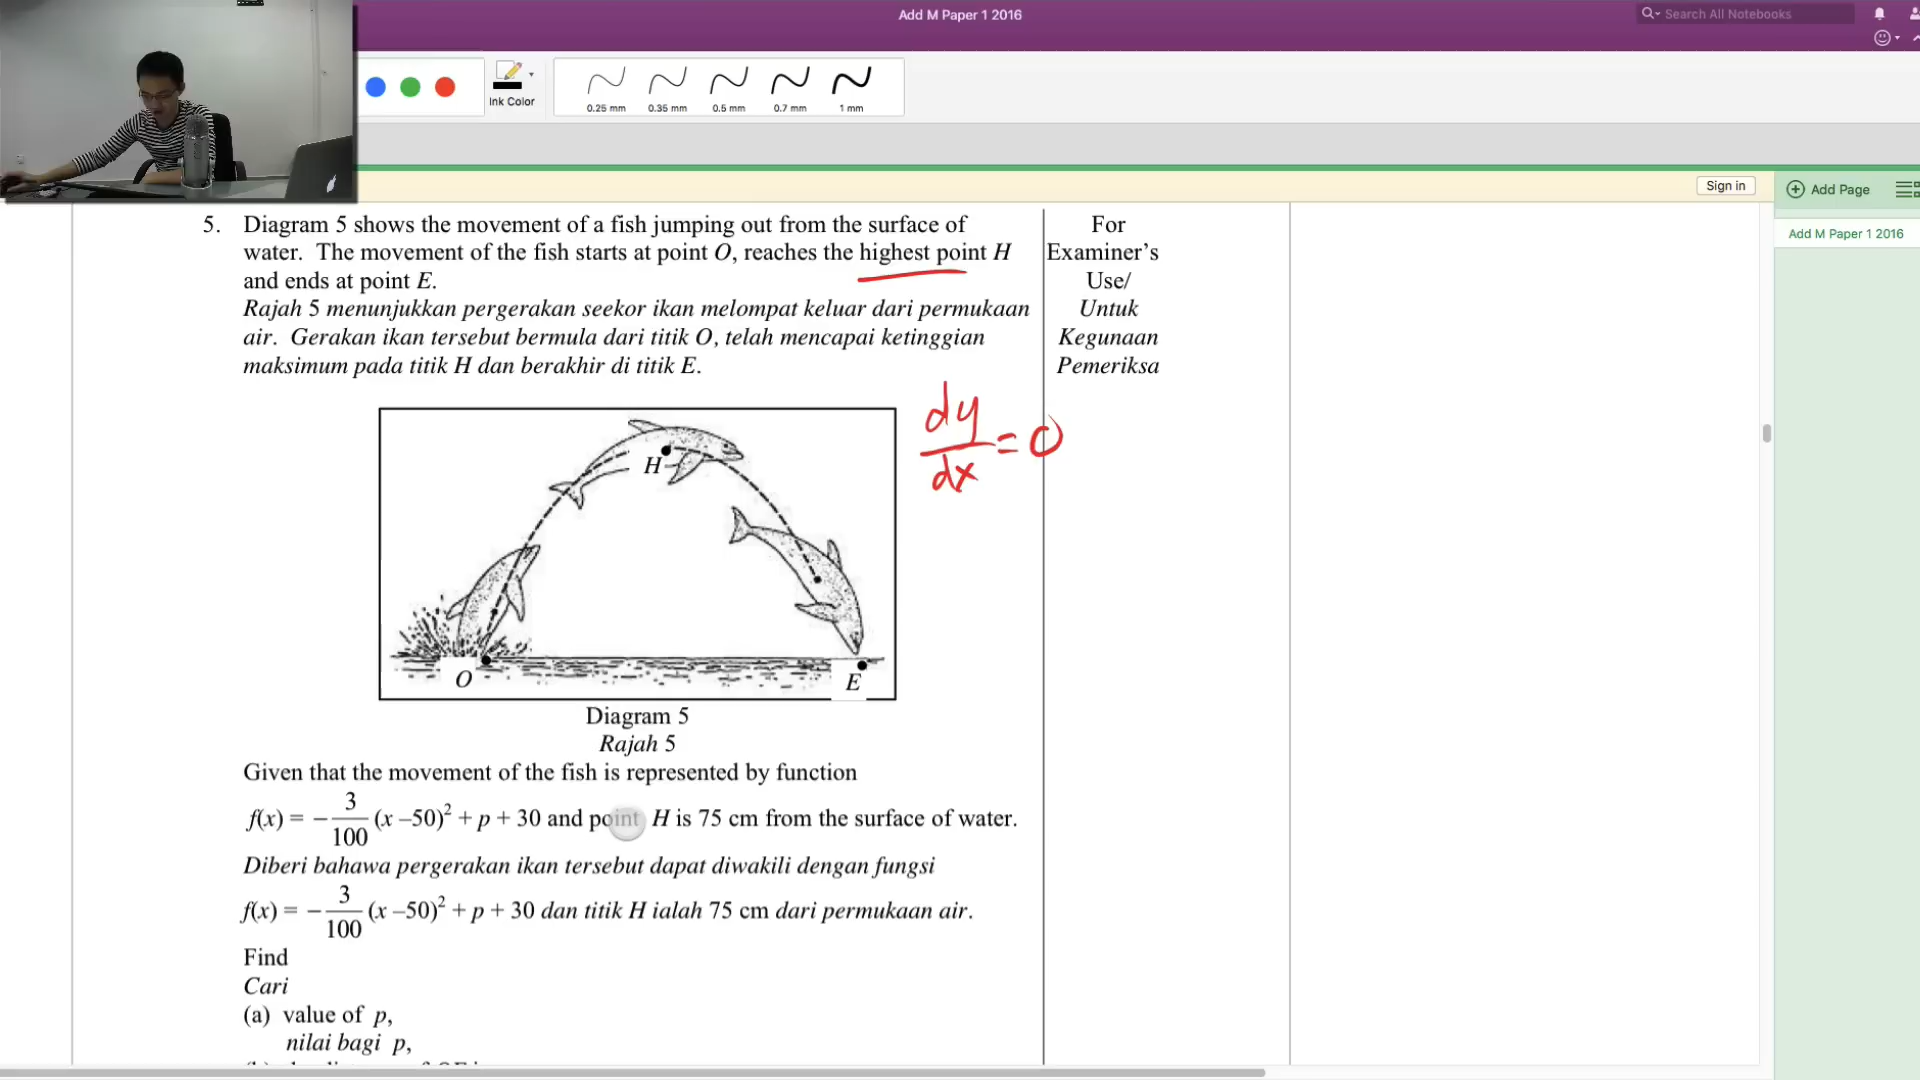 Add M Paper 1 2016
Search All Notebooks
Ink Color
0.25 mm
0.35 mm
0.5 mm
0.7 mm
1 mm
Sign in
Add Page
Add M Paper 1 2016
5. Diagram 5 shows the movement of a fish jumping out from the surface of
water. The movement of the fish starts at point O, reaches the highest point H
and ends at point E.
Rajah 5 menunjukkan pergerakan seekor ikan melompat keluar dari permukaan
air. Gerakan ikan tersebut bermula dari titik O, telah mencapai ketinggian
maksimum pada titik H dan berakhir di titik E.
For
Examiner's
Use/
Untuk
Kegunaan
Pemeriksa
dy/dx = 0
H
O
E
Diagram 5
Rajah 5
Given that the movement of the fish is represented by function
f(x) = − 3/100 (x –50)² + p + 30 and point H is 75 cm from the surface of water.
Diberi bahawa pergerakan ikan tersebut dapat diwakili dengan fungsi
f(x) = − 3/100 (x –50)² + p + 30 dan titik H ialah 75 cm dari permukaan air.
Find
Cari
(a) value of p,
nilai bagi p,